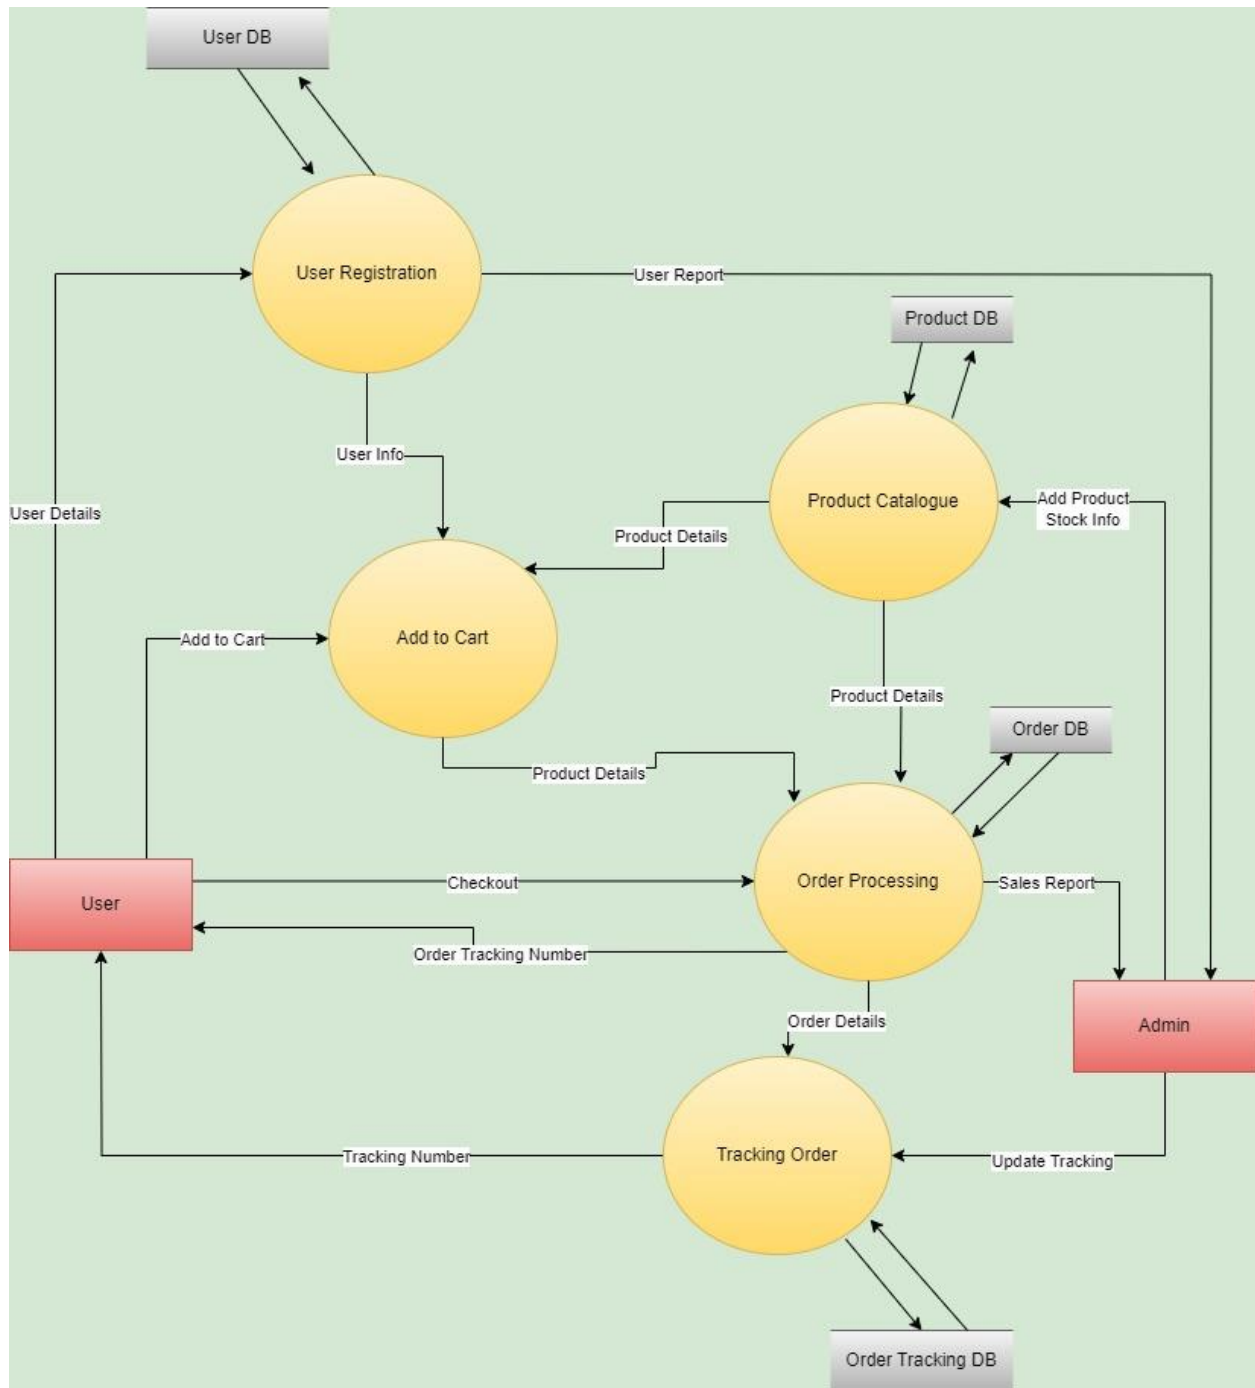 User DB
User Registration
User Report
Product DB
User Info
Product Catalogue
Add Product
Stock Info
User Details
Product Details
Add to Cart
Add to Cart
Product Details
Order DB
Product Details
Order Processing
Checkout
Sales Report
User
Order Tracking Number
Order Details
Admin
Tracking Order
Tracking Number
Update Tracking
Order Tracking DB